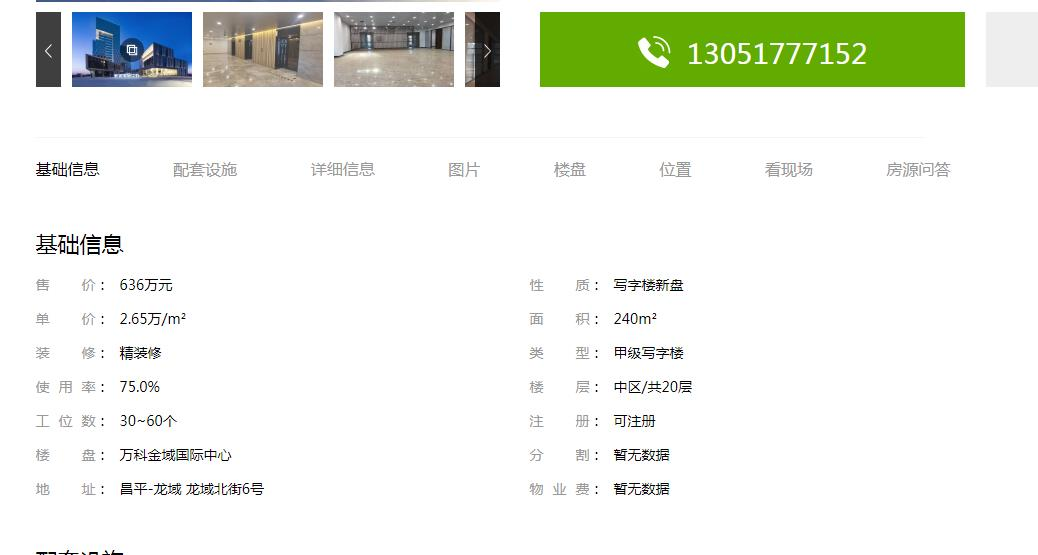 13051777152
基础信息 配套设施 详细信息 图片 楼盘 位置 看现场 房源问答
基础信息
售价： 636万元 性质： 写字楼新盘
单价： 2.65万/m² 面积： 240m²
装修： 精装修 类型： 甲级写字楼
使用率： 75.0% 楼层： 中区/共20层
工位数： 30~60个 注册： 可注册
楼盘： 万科金域国际中心 分割： 暂无数据
地址： 昌平-龙域 龙域北街6号 物业费： 暂无数据